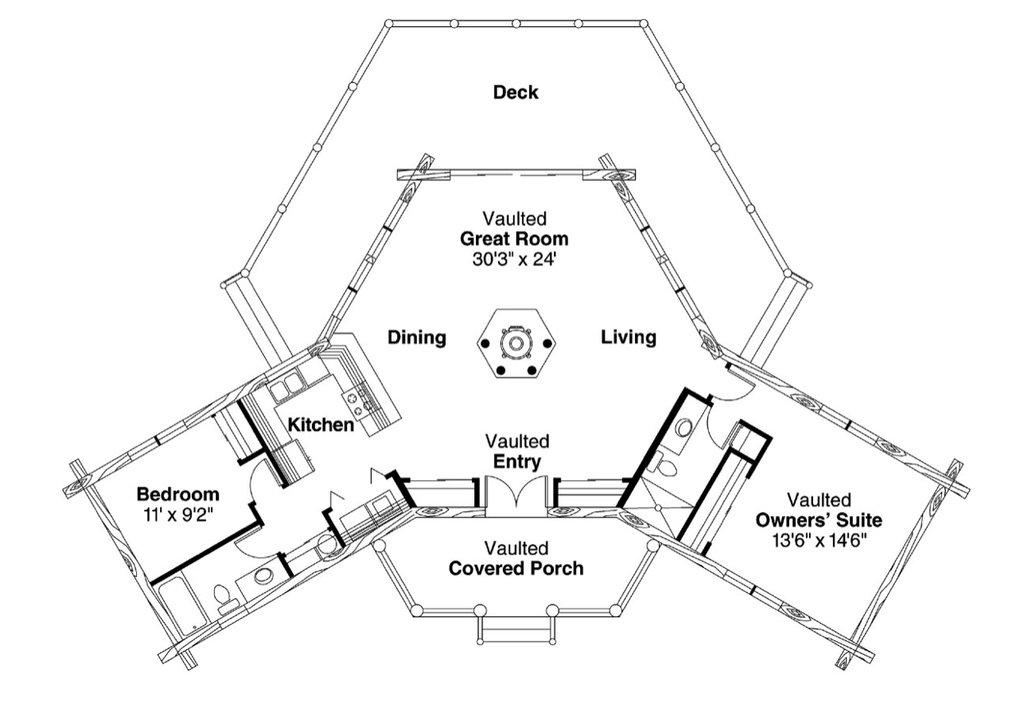 Deck
Vaulted
Great Room
30'3" x 24'
Dining
Living
Kitchen
Vaulted
Entry
Bedroom
11' x 9'2"
Vaulted
Owners' Suite
13'6" x 14'6"
Vaulted
Covered Porch